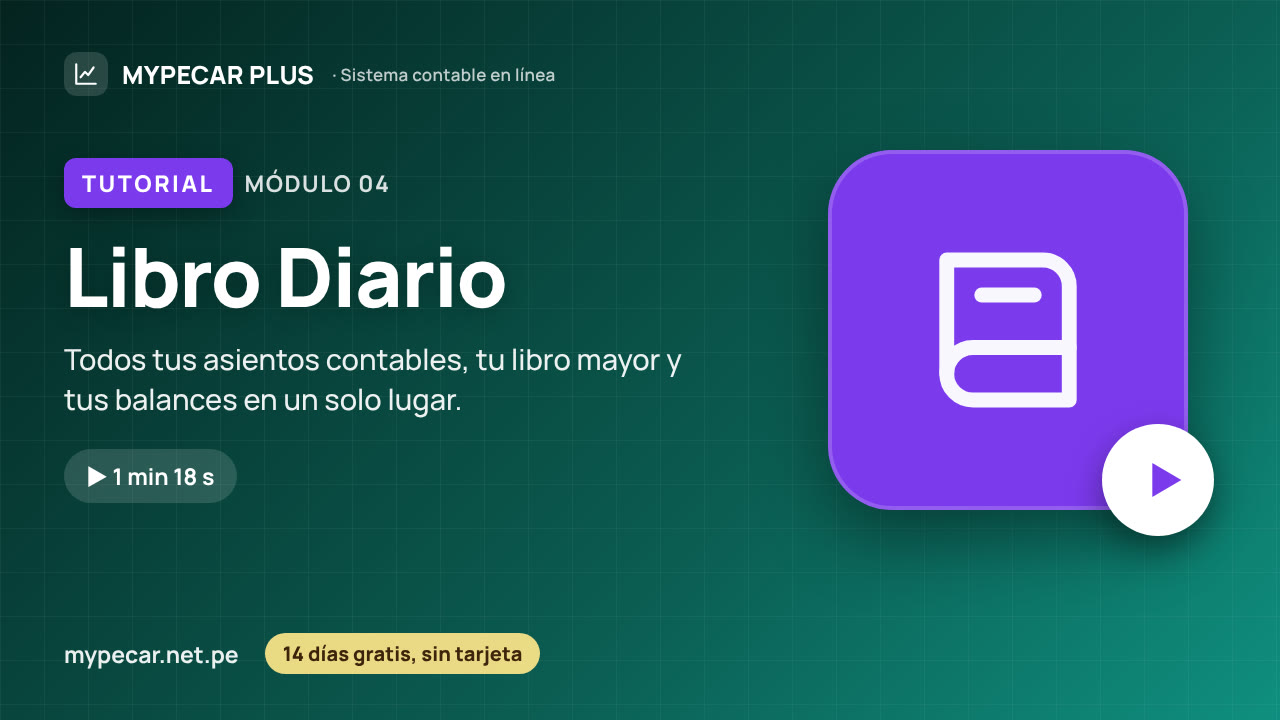 MYPECAR PLUS · Sistema contable en línea
TUTORIAL MÓDULO 04
Libro Diario
Todos tus asientos contables, tu libro mayor y
tus balances en un solo lugar.
▶ 1 min 18 s
mypecar.net.pe 14 días gratis, sin tarjeta